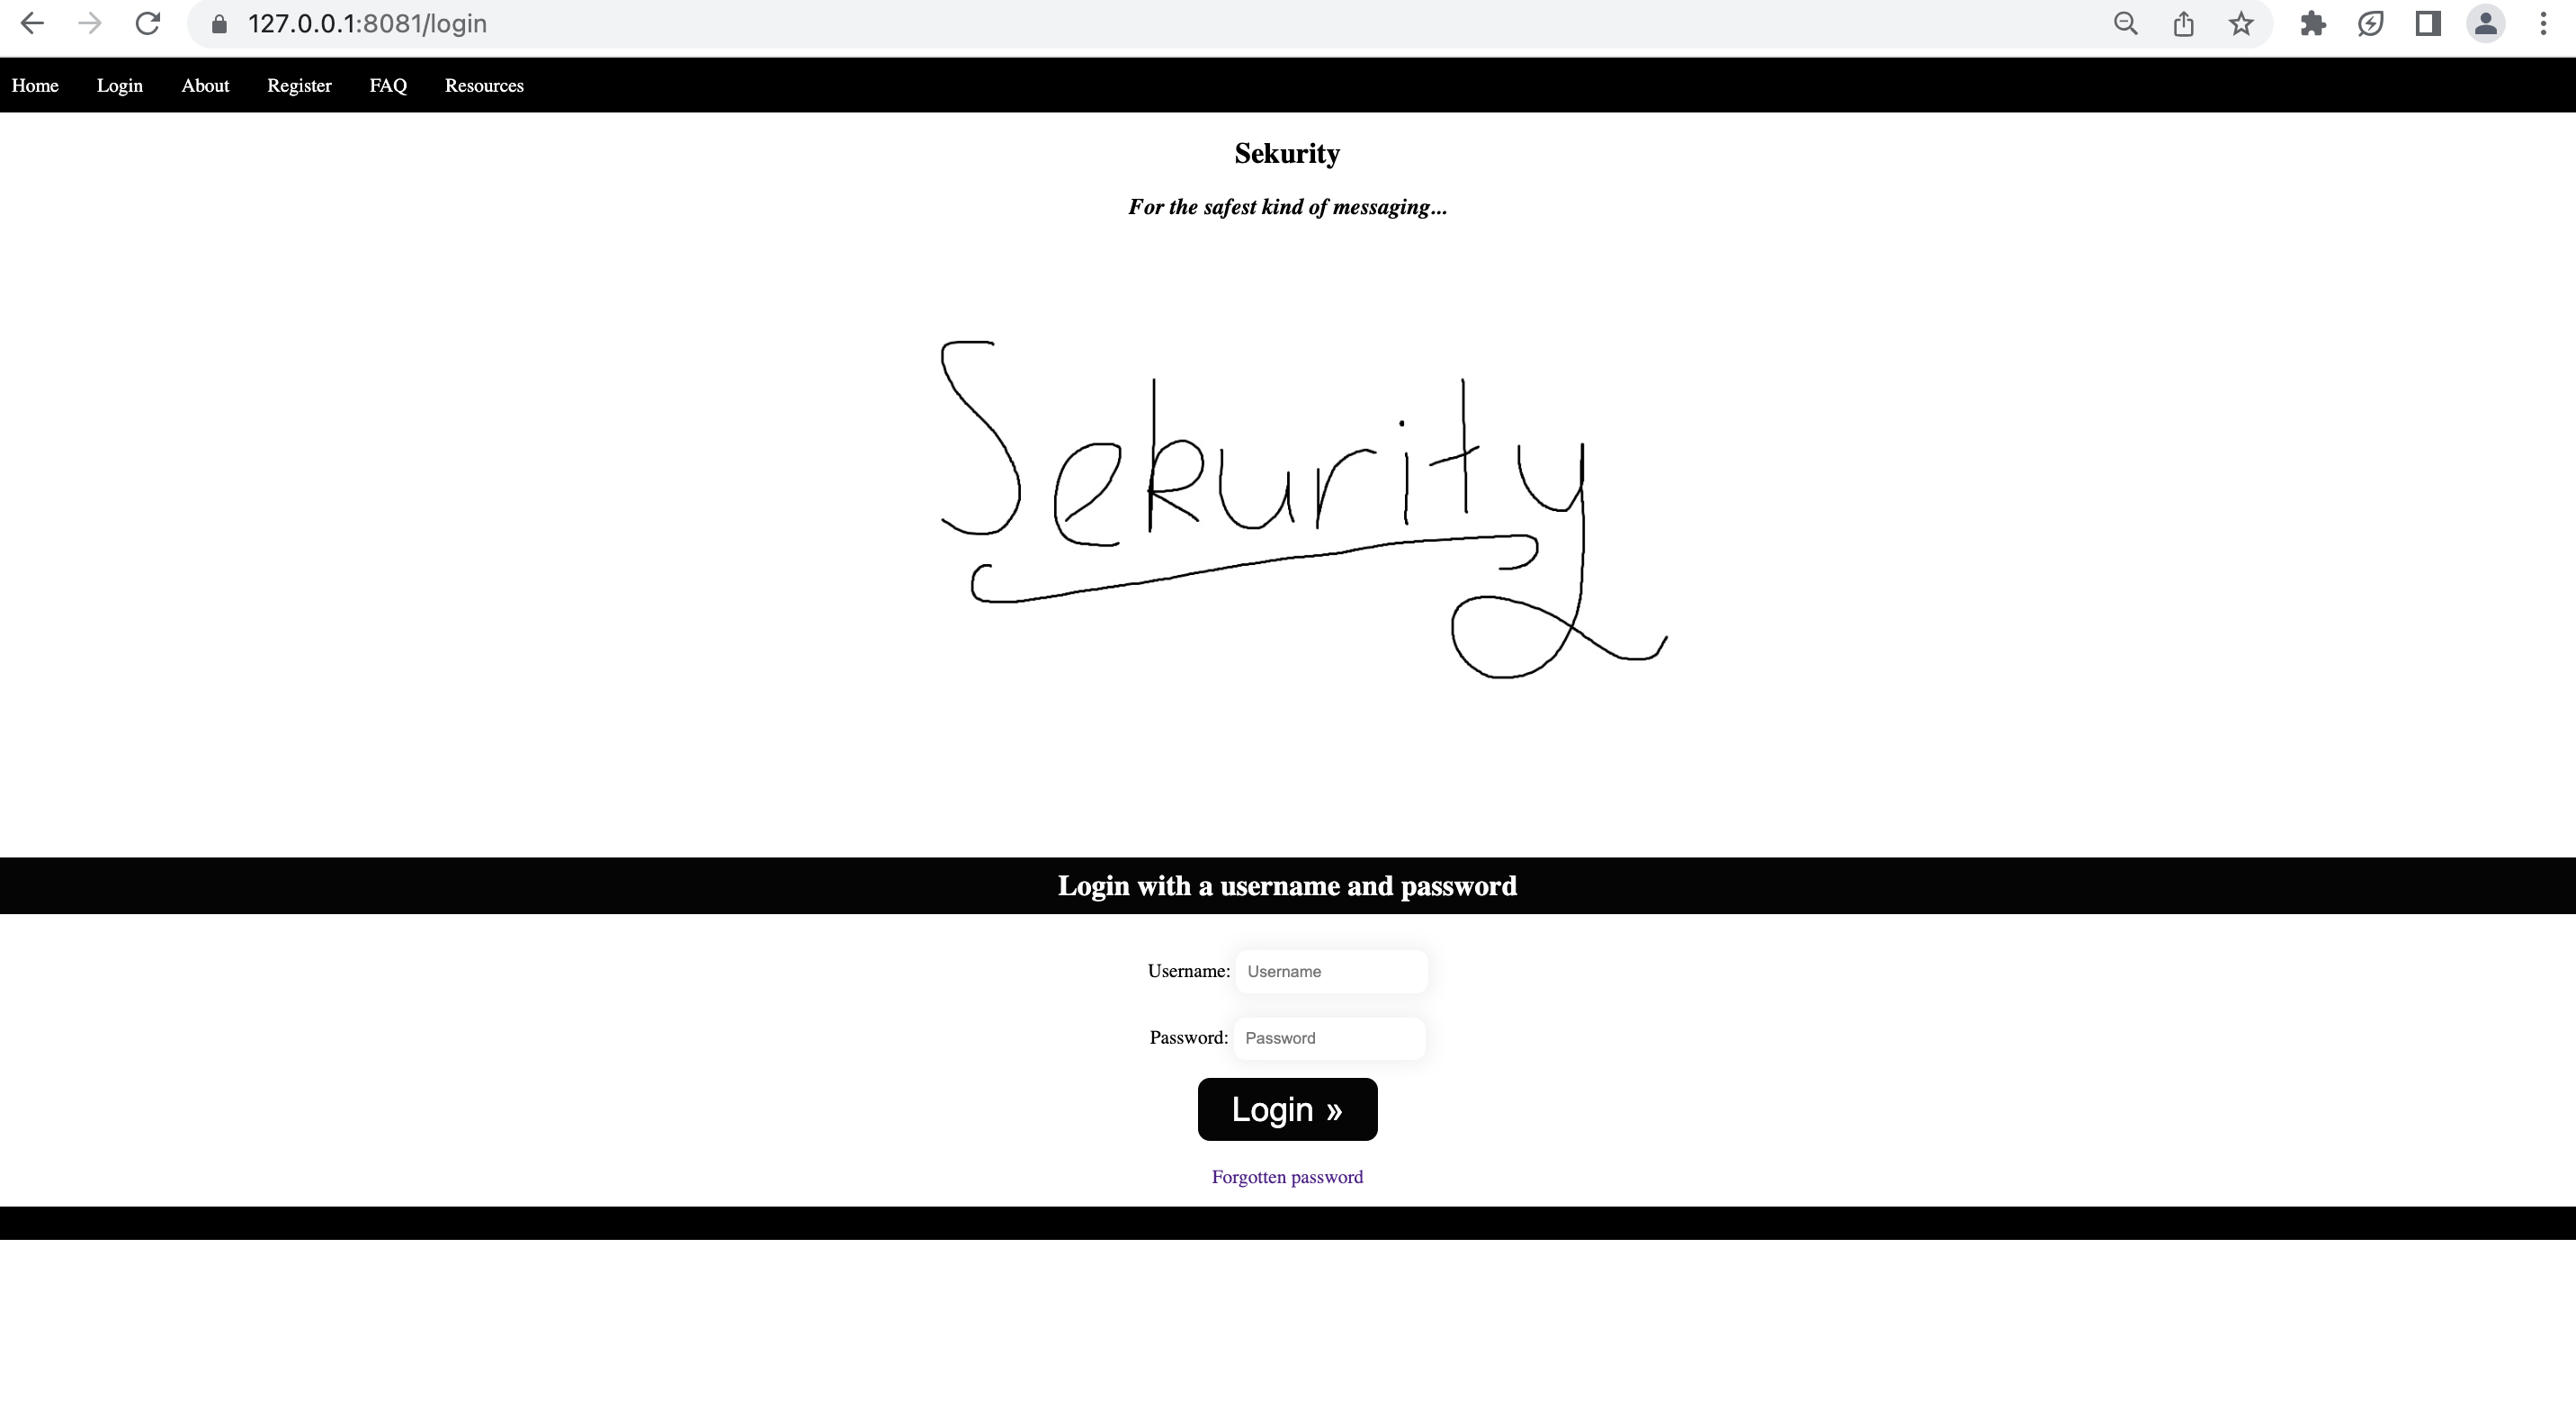 127.0.0.1:8081/login
Home Login About Register FAQ Resources
Sekurity
For the safest kind of messaging...
Sekurity
Login with a username and password
Username: Username
Password: Password
Login »
Forgotten password